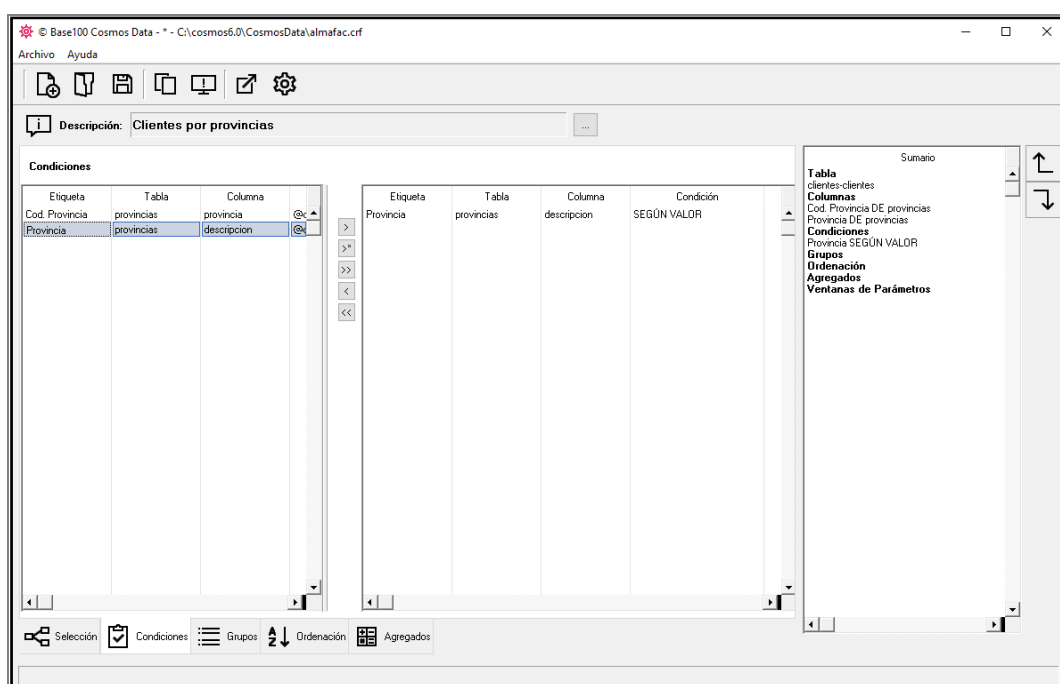 © Base100 Cosmos Data - * - C:\cosmos6.0\CosmosData\almafac.crf
Archivo Ayuda
Descripción: Clientes por provincias ...
Condiciones
Etiqueta Tabla Columna
Cod. Provincia provincias provincia
Provincia provincias descripcion
>
>"
>>
<
<<
Etiqueta Tabla Columna Condición
Provincia provincias descripcion SEGÚN VALOR
Sumario
Tabla
clientes-clientes
Columnas
Cod. Provincia DE provincias
Provincia DE provincias
Condiciones
Provincia SEGÚN VALOR
Grupos
Ordenación
Agregados
Ventanas de Parámetros
Selección Condiciones Grupos Ordenación Agregados